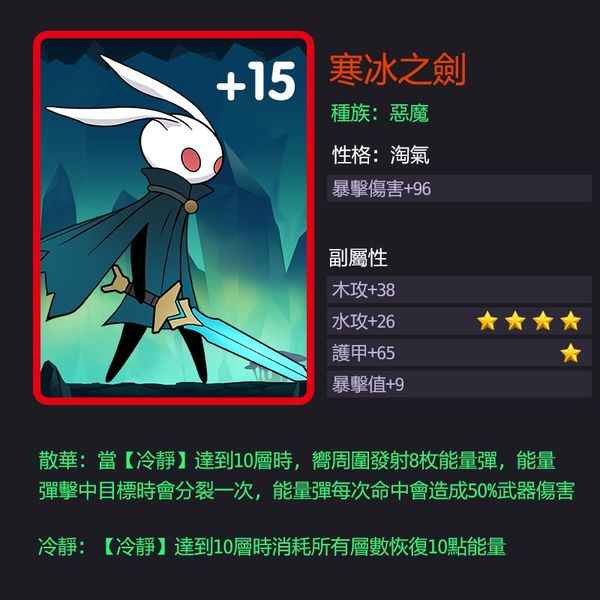 +15
寒冰之劍
種族：惡魔
性格：淘氣
暴擊傷害+96
副屬性
木攻+38
水攻+26
護甲+65
暴擊值+9
散華：當【冷靜】達到10層時，嚮周圍發射8枚能量彈，能量
彈擊中目標時會分裂一次，能量彈每次命中會造成50%武器傷害
冷靜：【冷靜】達到10層時消耗所有層數恢復10點能量